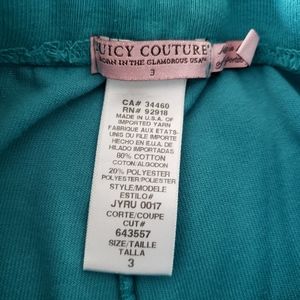 JUICY COUTURE
BORN IN THE GLAMOROUS USA
3
CA# 34460
RN# 92918
MADE IN U.S.A. OF
IMPORTED YARN
FABRIQUE AUX ETATS-
UNIS DU FILE IMPORTE
HECHO EN E.U.A. DE
HILADO IMPORTADAS
80% COTTON
COTON/ALGODON
20% POLYESTER
POLYESTER/POLIESTER
STYLE/MODELE
ESTILO#
JYRU 0017
CORTE/COUPE
CUT#
643557
SIZE/TAILLE
TALLA
3